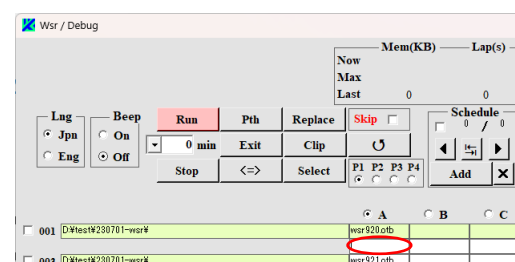 Wsr / Debug
Mem(KB) Lap(s)
Now
Max
Last 0 0
Lng Beep Run Pth Replace Skip Schedule
0 / 0
Jpn On 0 min Exit Clip ↺
Eng Off Stop <=> Select P1 P2 P3 P4 Add X
A B C
001 D:¥test¥230701-wsr¥ wsr920.otb
D:¥test¥230701-wsr¥ wsr921.otb